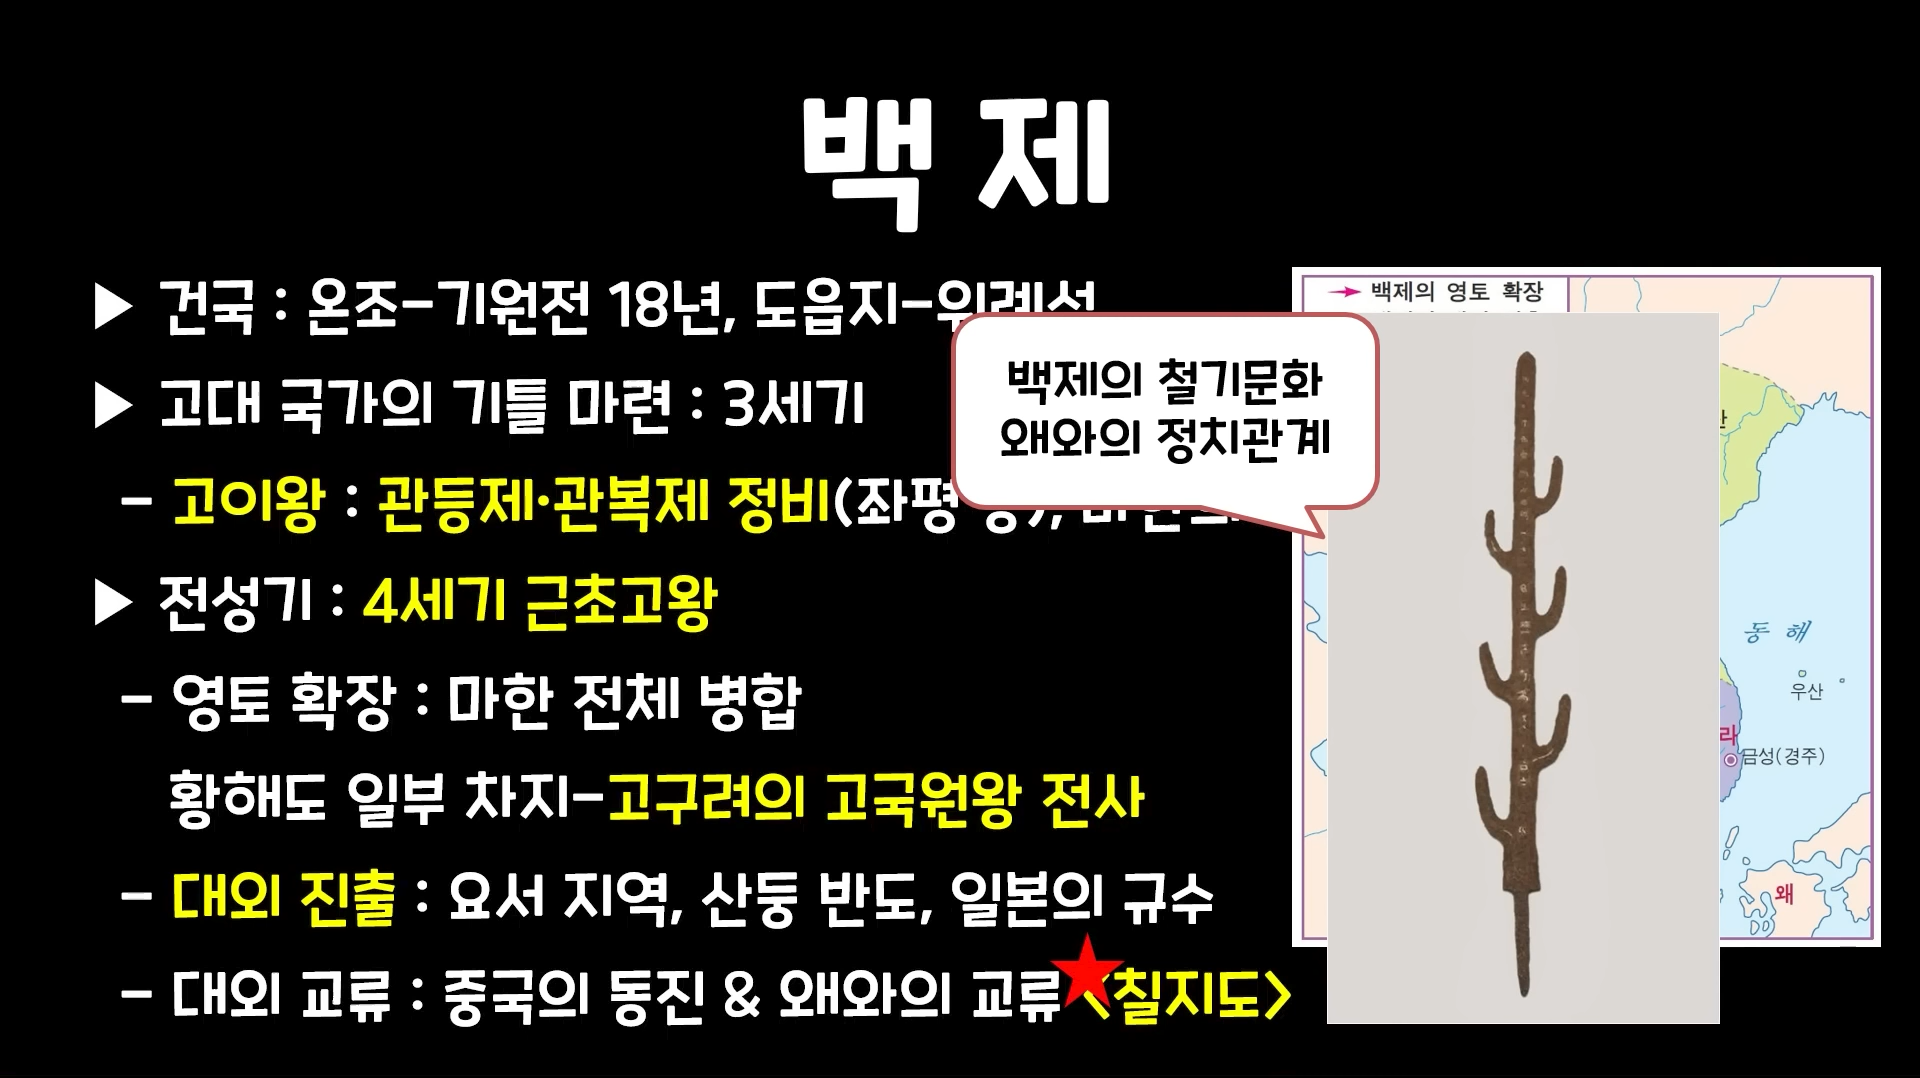 백 제
▶ 건국 : 온조-기원전 18년, 도읍지-위례성
▶ 고대 국가의 기틀 마련 : 3세기
- 고이왕 : 관등제·관복제 정비(좌평
▶ 전성기 : 4세기 근초고왕
- 영토 확장 : 마한 전체 병합
황해도 일부 차지-고구려의 고국원왕 전사
- 대외 진출 : 요서 지역, 산둥 반도, 일본의 규수
- 대외 교류 : 중국의 동진 & 왜와의 교류 <칠지도>
백제의 철기문화
왜와의 정치관계
백제의 영토 확장
동 해
우산
라
금성(경주)
왜